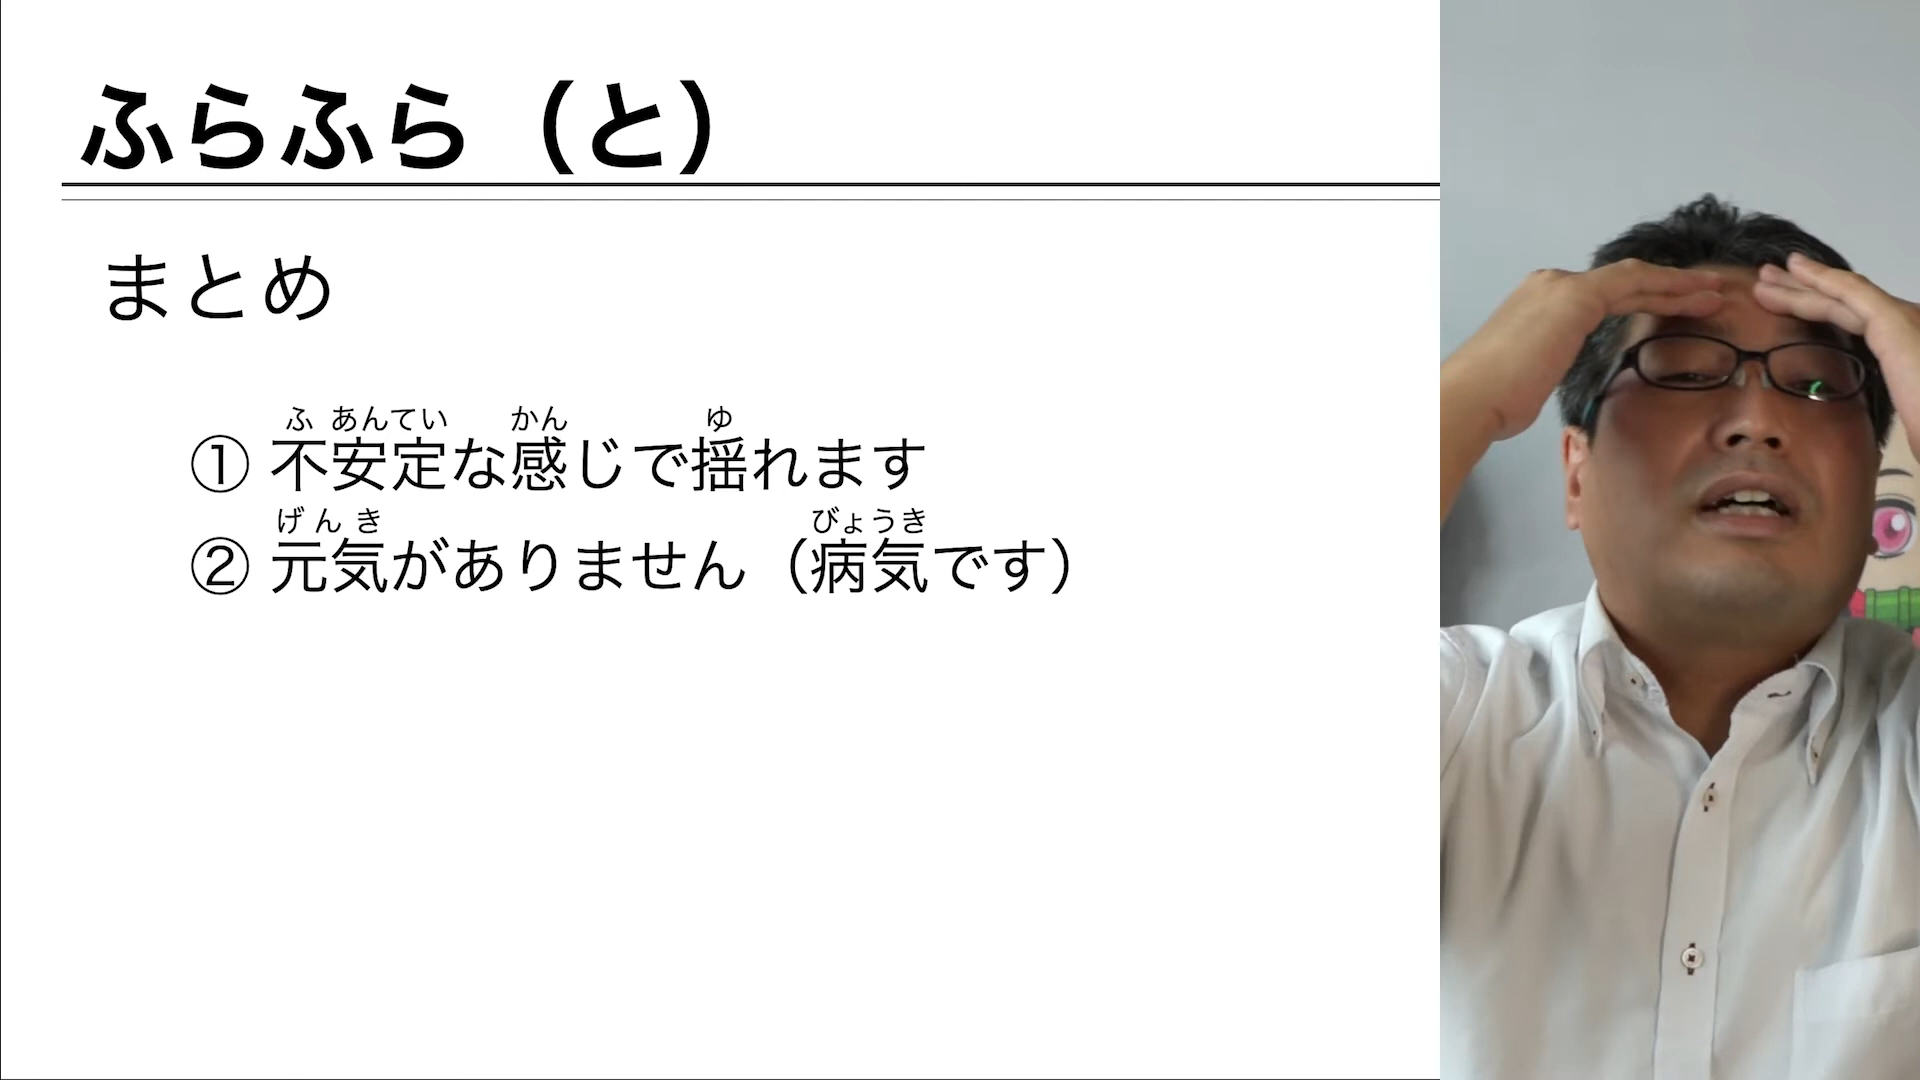 ふらふら（と）
まとめ
ふ あんてい かん ゆ
① 不安定な感じで揺れます
げんき びょうき
② 元気がありません（病気です）